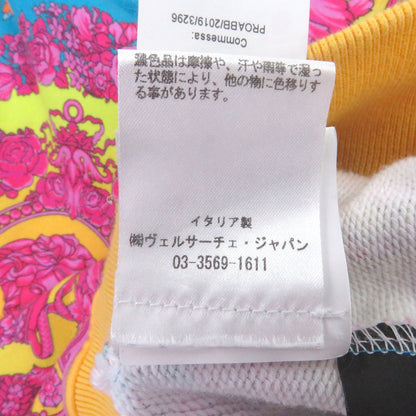 Commessa:
PROABB/2019/3296
濃色品は摩擦や、汗や雨等で湿っ
た状態により、他の物に色移りす
る事があります。
イタリア製
㈱ヴェルサーチェ・ジャパン
03-3569-1611